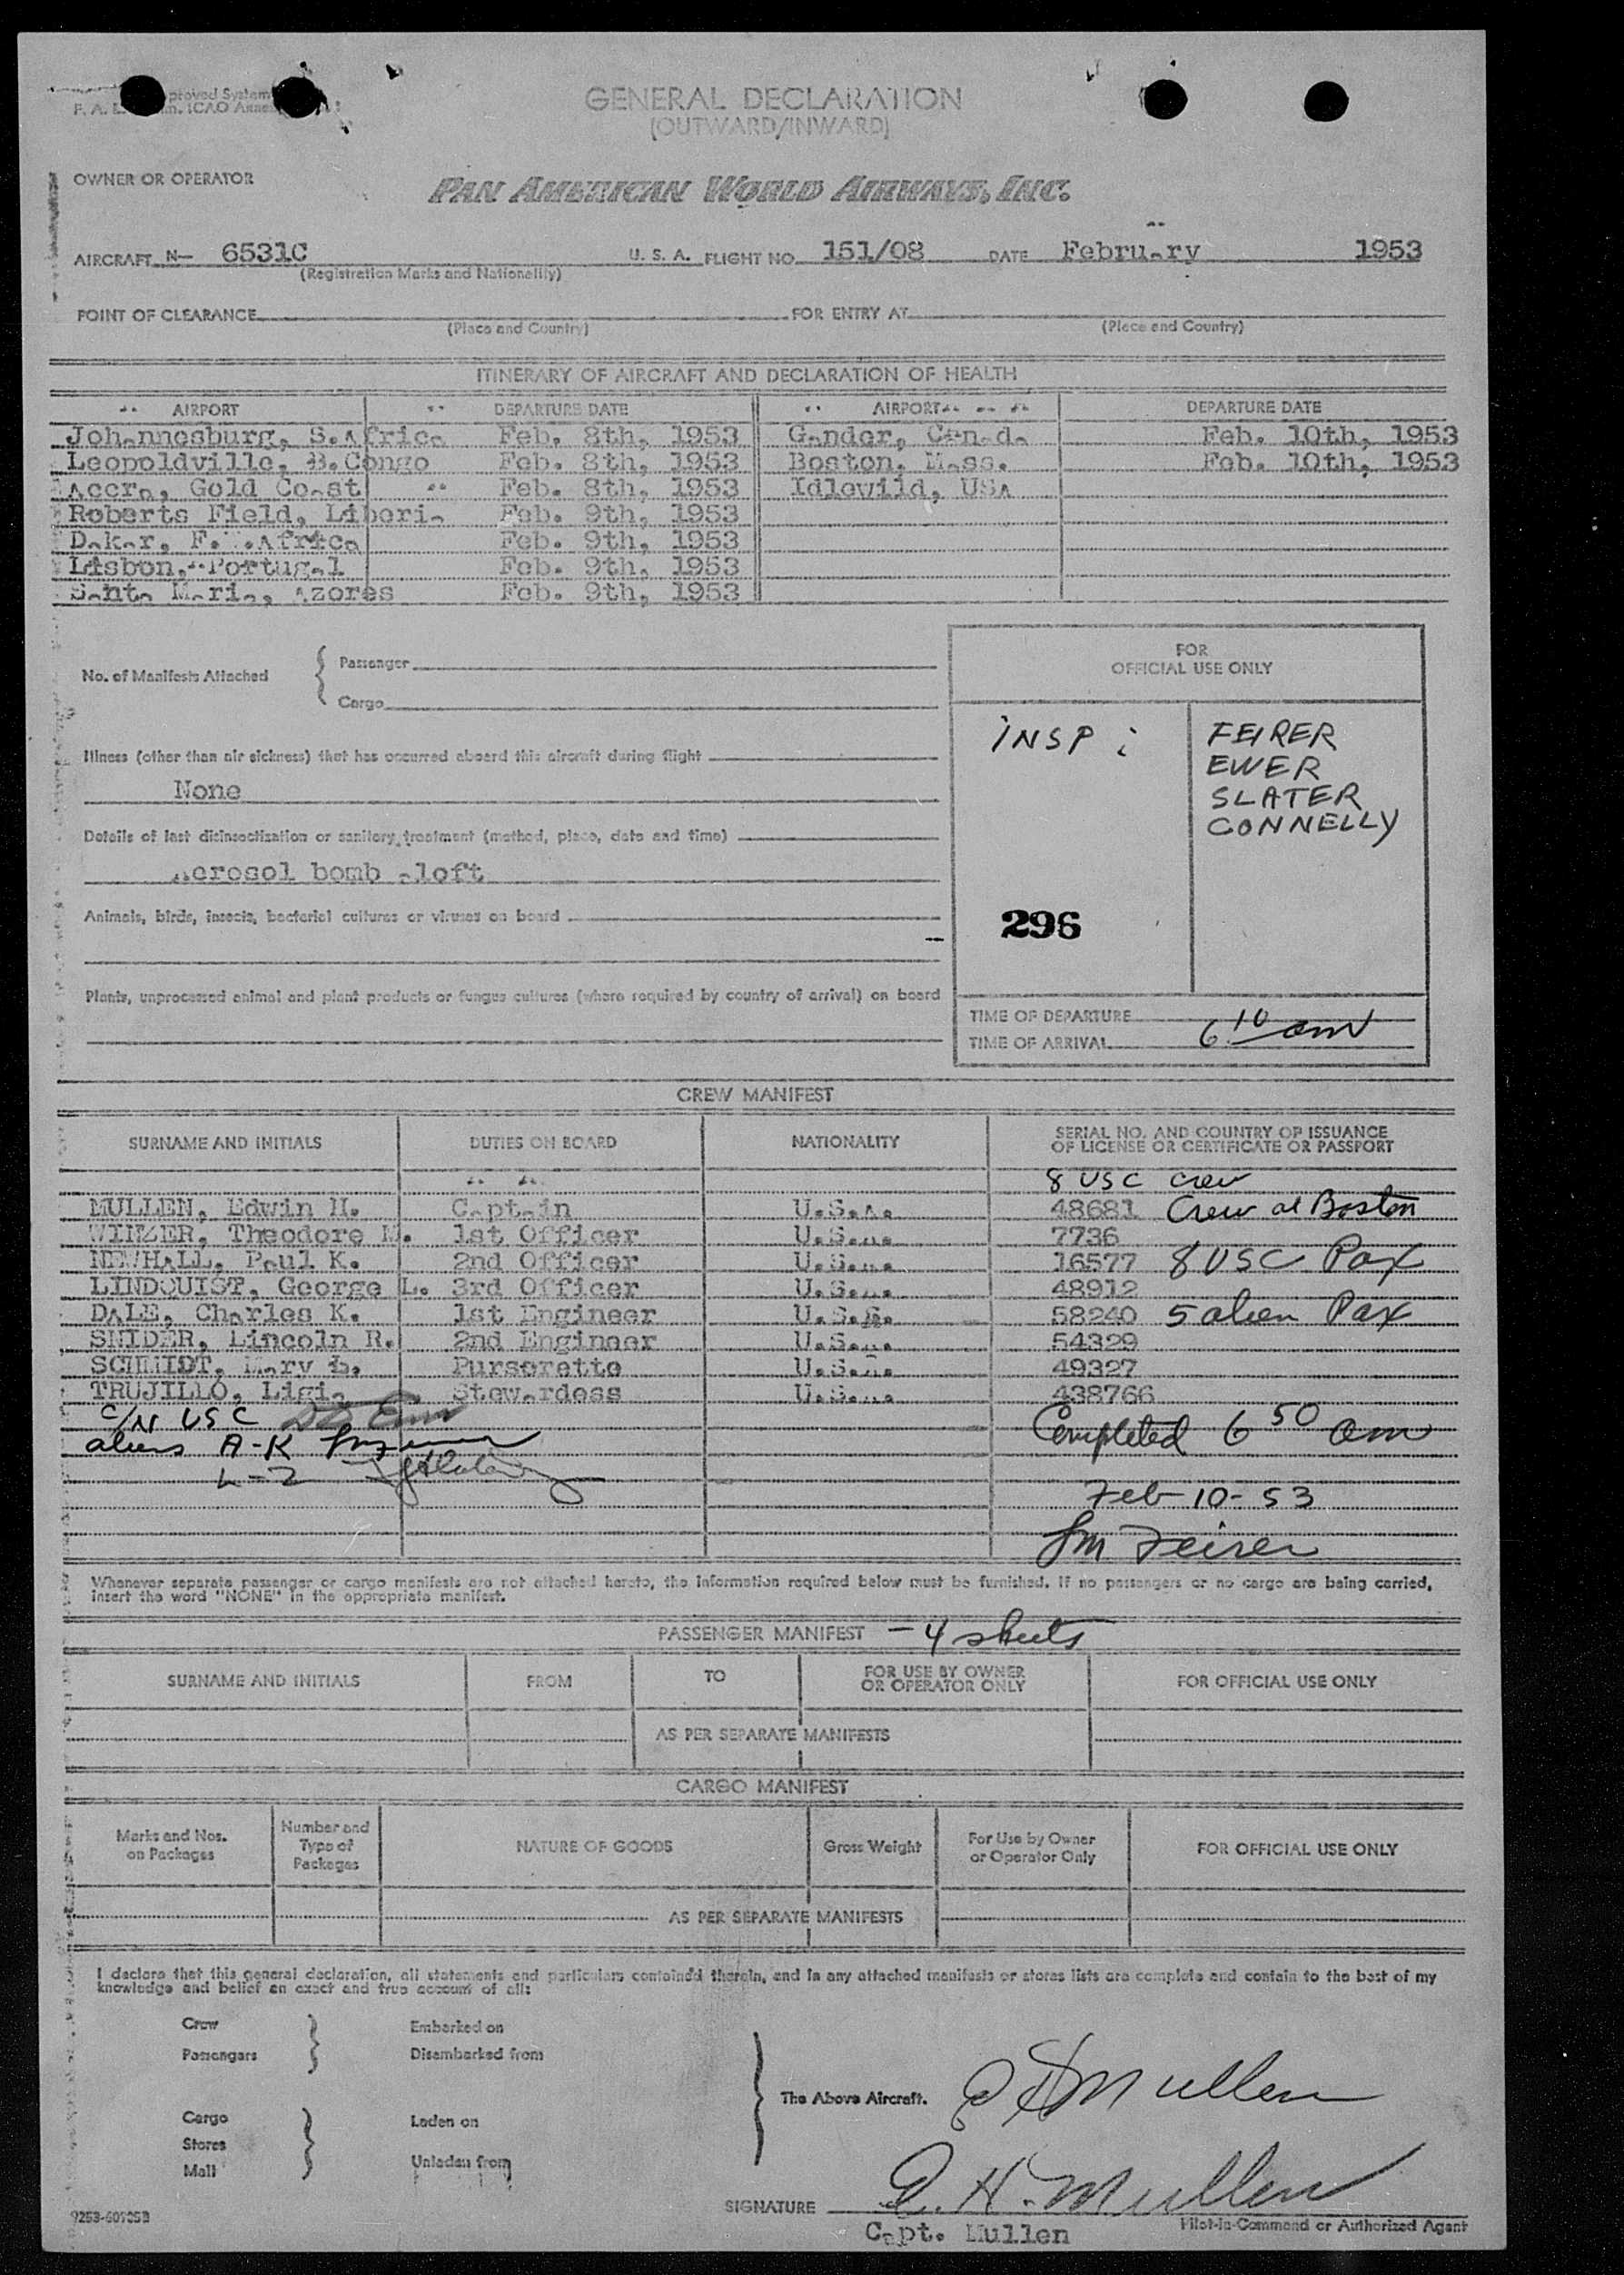 proved System
GENERAL DECLARATION
(OUTWARD/INWARD)
OWNER OR OPERATOR
PAN AMERICAN WORLD AIRWAYS, INC.
AIRCRAFT N- 6531C U. S. A. FLIGHT NO. 151/08 DATE February 1953
(Registration Marks and Nationality)
POINT OF CLEARANCE FOR ENTRY AT
(Place and Country) (Place and Country)
ITINERARY OF AIRCRAFT AND DECLARATION OF HEALTH
AIRPORT DEPARTURE DATE AIRPORT DEPARTURE DATE
Johannesburg, S.Africa Feb. 8th, 1953 Gander, Canada Feb. 10th, 1953
Leopoldville, B.Congo Feb. 8th, 1953 Boston, Mass. Feb. 10th, 1953
Accra, Gold Coast Feb. 8th, 1953 Idlewild, USA
Roberts Field, Liberia Feb. 9th, 1953
Dakar, F.W.Africa Feb. 9th, 1953
Lisbon, Portugal Feb. 9th, 1953
Santa Maria, Azores Feb. 9th, 1953
No. of Manifests Attached { Passenger
Cargo
FOR
OFFICIAL USE ONLY
INSP : FEIRER
EWER
SLATER
CONNELLY
296
TIME OF DEPARTURE
TIME OF ARRIVAL 6 10 am
Illness (other than air sickness) that has occurred aboard this aircraft during flight
None
Details of last disinsectization or sanitary treatment (method, place, date and time)
Aerosol bomb aloft
Animals, birds, insects, bacterial cultures or viruses on board
Plants, unprocessed animal and plant products or fungus cultures (where required by country of arrival) on board
CREW MANIFEST
SURNAME AND INITIALS DUTIES ON BOARD NATIONALITY SERIAL NO. AND COUNTRY OF ISSUANCE
OF LICENSE OR CERTIFICATE OR PASSPORT
8 USC crew
MULLEN, Edwin H. Captain U.S.A. 48681 Crew at Boston
WINZER, Theodore M. 1st Officer U.S.A. 7736
NEWHALL, Paul K. 2nd Officer U.S.A. 16577 8 USC Pax
LINDQUIST, George L. 3rd Officer U.S.A. 48912
DALE, Charles K. 1st Engineer U.S.A. 58240 5 alien Pax
SNIDER, Lincoln R. 2nd Engineer U.S.A. 54329
SCHMIDT, Mary B. Purserette U.S.A. 49327
TRUJILLO, Ligia Stewardess U.S.A. 438766
C/N USC
aliens A-K
L-Z
Completed 6 50 am
Feb-10-53
Jm Feirer
Whenever separate passenger or cargo manifests are not attached hereto, the information required below must be furnished. If no passengers or no cargo are being carried,
insert the word "NONE" in the appropriate manifest.
PASSENGER MANIFEST - 4 sheets
SURNAME AND INITIALS FROM TO FOR USE BY OWNER
OR OPERATOR ONLY FOR OFFICIAL USE ONLY
AS PER SEPARATE MANIFESTS
CARGO MANIFEST
Marks and Nos.
on Packages Number and
Type of
Packages NATURE OF GOODS Gross Weight For Use by Owner
or Operator Only FOR OFFICIAL USE ONLY
AS PER SEPARATE MANIFESTS
I declare that this general declaration, all statements and particulars contained therein, and in any attached manifests or stores lists are complete and contain to the best of my
knowledge and belief an exact and true account of all:
Crew Embarked on
Passengers Disembarked from
The Above Aircraft. E H Mullen
Cargo Laden on
Stores
Mail Unladen from
SIGNATURE E. H. Mullen
Capt. Mullen Pilot-in-Command or Authorized Agent